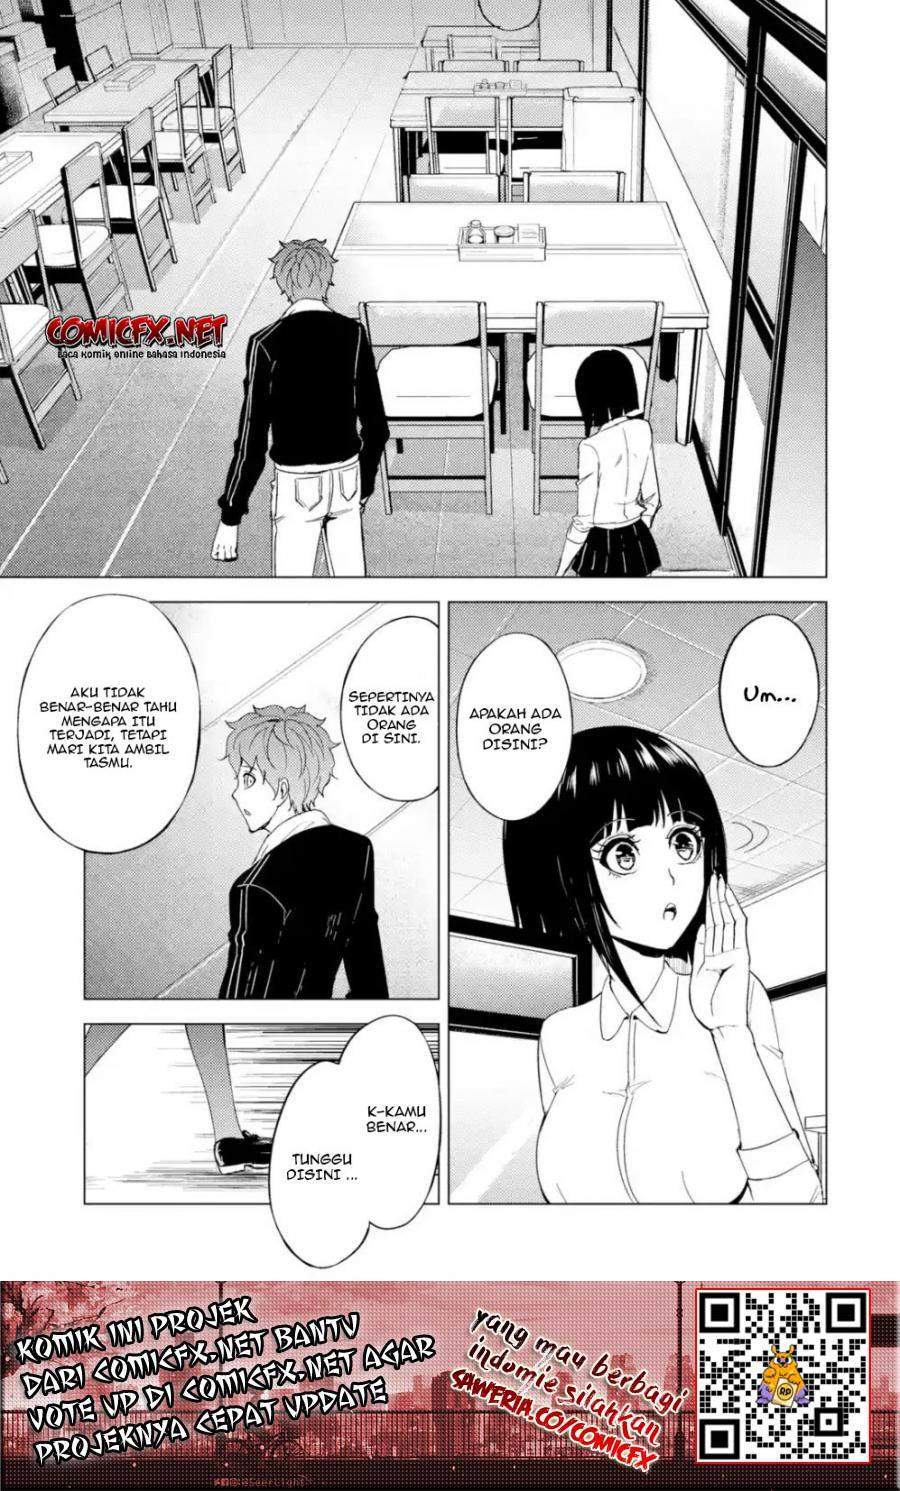 COMICFX.NET
Baca Komik Online Bahasa Indonesia
Um...
APAKAH ADA
ORANG
DISINI?
SEPERTINYA
TIDAK ADA
ORANG
DI SINI.
AKU TIDAK
BENAR-BENAR TAHU
MENGAPA ITU
TERJADI, TETAPI
MARI KITA AMBIL
TASMU.
K-KAMU
BENAR...
TUNGGU
DISINI ...
KOMIK INI PROJEK
DARI COMICFX.NET BANTU
VOTE UP DI COMICFX.NET AGAR
PROJEKNYA CEPAT UPDATE
yang mau berbagi
indomie silahkan
SAWERIA.CO/COMICFX
RP
@Seerlight